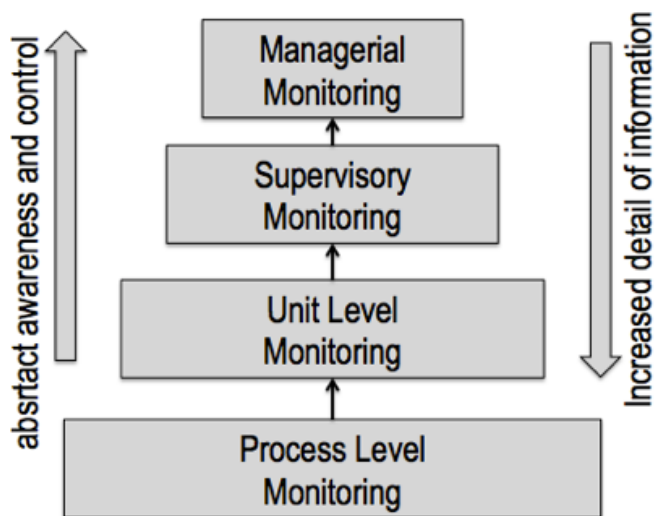 absrtact awareness and control
Managerial
Monitoring
Supervisory
Monitoring
Unit Level
Monitoring
Process Level
Monitoring
Increased detail of information